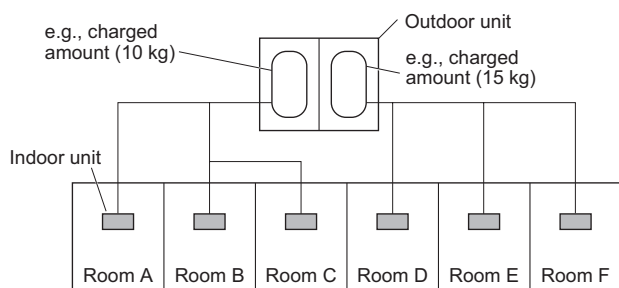 e.g., charged
amount (10 kg)
Outdoor unit
e.g., charged
amount (15 kg)
Indoor unit
Room A Room B Room C Room D Room E Room F